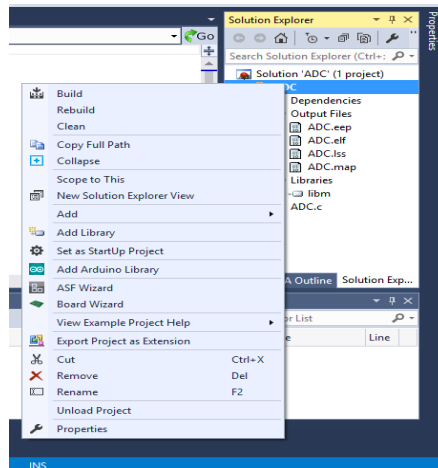 Solution Explorer
Properties
Go
Search Solution Explorer (Ctrl+;
Solution 'ADC' (1 project)
Build
Dependencies
Rebuild
Output Files
Clean
ADC.eep
ADC.elf
Copy Full Path
ADC.lss
Collapse
ADC.map
Scope to This
Libraries
New Solution Explorer View
libm
Add
ADC.c
Add Library
Set as StartUp Project
Add Arduino Library
A Outline
Solution Exp...
ASF Wizard
Board Wizard
View Example Project Help
or List
Export Project as Extension
e
Line
Cut Ctrl+X
Remove Del
Rename F2
Unload Project
Properties
INS